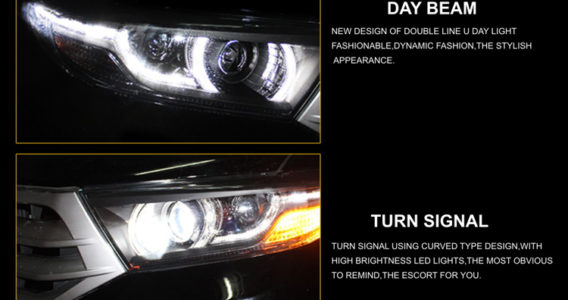 DAY BEAM
NEW DESIGN OF DOUBLE LINE U DAY LIGHT
FASHIONABLE,DYNAMIC FASHION,THE STYLISH
APPEARANCE.
TURN SIGNAL
TURN SIGNAL USING CURVED TYPE DESIGN,WITH
HIGH BRIGHTNESS LED LIGHTS,THE MOST OBVIOUS
TO REMIND,THE ESCORT FOR YOU.